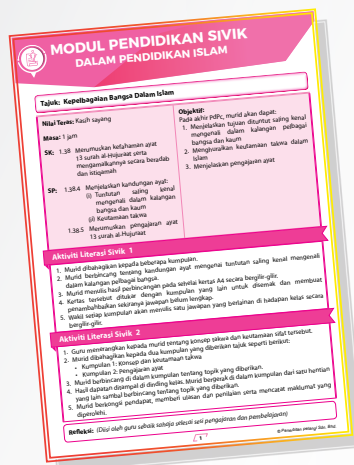 MODUL PENDIDIKAN SIVIK
DALAM PENDIDIKAN ISLAM
Tajuk: Kepelbagaian Bangsa Dalam Islam
Nilai Teras: Kasih sayang
Masa: 1 jam
SK: 1.38 Merumuskan kefahaman ayat
13 surah al-Hujuraat serta
mengamalkannya secara beradab
dan istiqamah
SP: 1.38.4 Menjelaskan kandungan ayat:
(i) Tuntutan saling kenal
mengenali dalam kalangan
bangsa dan kaum
(ii) Keutamaan takwa
1.38.5 Merumuskan pengajaran ayat
13 surah al-Hujuraat
Objektif:
Pada akhir PdPc, murid akan dapat:
1. Menjelaskan tujuan dituntut saling kenal
mengenali dalam kalangan pelbagai
bangsa dan kaum
2. Menghuraikan keutamaan takwa dalam
Islam
3. Menjelaskan pengajaran ayat
Aktiviti Literasi Sivik 1
1. Murid dibahagikan kepada beberapa kumpulan.
2. Murid berbincang tentang kandungan ayat mengenai tuntutan saling kenal mengenali
dalam kalangan pelbagai bangsa.
3. Murid menulis hasil perbincangan pada sehelai kertas A4 secara bergilir-gilir.
4. Kertas tersebut ditukar dengan kumpulan yang lain untuk disemak dan membuat
penambahbaikan sekiranya jawapan belum lengkap.
5. Wakil setiap kumpulan akan menulis satu jawapan yang berlainan di hadapan kelas secara
bergilir-gilir.
Aktiviti Literasi Sivik 2
1. Guru menerangkan kepada murid tentang konsep takwa dan keutamaan sifat tersebut.
2. Murid dibahagikan kepada dua kumpulan yang diberikan tajuk seperti berikut:
• Kumpulan 1: Konsep dan keutamaan takwa
• Kumpulan 2: Pengajaran ayat
3. Murid berbincang di dalam kumpulan tentang topik yang diberikan.
4. Hasil dapatan ditampal di dinding kelas. Murid bergerak di dalam kumpulan dari satu hentian
yang lain sambil berbincang tentang topik yang diberikan.
5. Murid berkongsi pendapat, memberi ulasan dan penilaian serta mencatat maklumat yang
diperolehi.
Refleksi: (Diisi oleh guru sebaik sahaja selesai sesi pengajaran dan pembelajaran)
1
© Penerbitan Pelangi Sdn. Bhd.